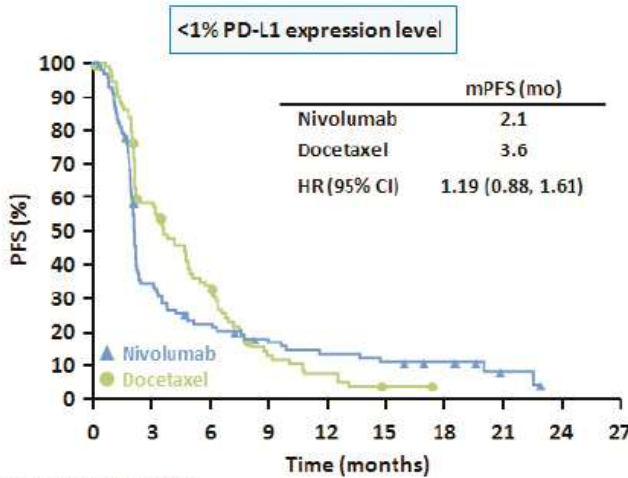 <1% PD-L1 expression level
mPFS (mo)
Nivolumab 2.1
Docetaxel 3.6
HR (95% CI) 1.19 (0.88, 1.61)
PFS (%)
100
90
80
70
60
50
40
30
20
10
0
Nivolumab
Docetaxel
0 3 6 9 12 15 18 21 24 27
Time (months)